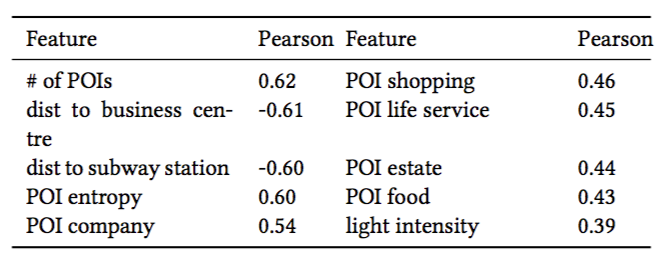 Feature Pearson Feature Pearson
# of POIs 0.62 POI shopping 0.46
dist to business cen- -0.61 POI life service 0.45
tre
dist to subway station -0.60 POI estate 0.44
POI entropy 0.60 POI food 0.43
POI company 0.54 light intensity 0.39